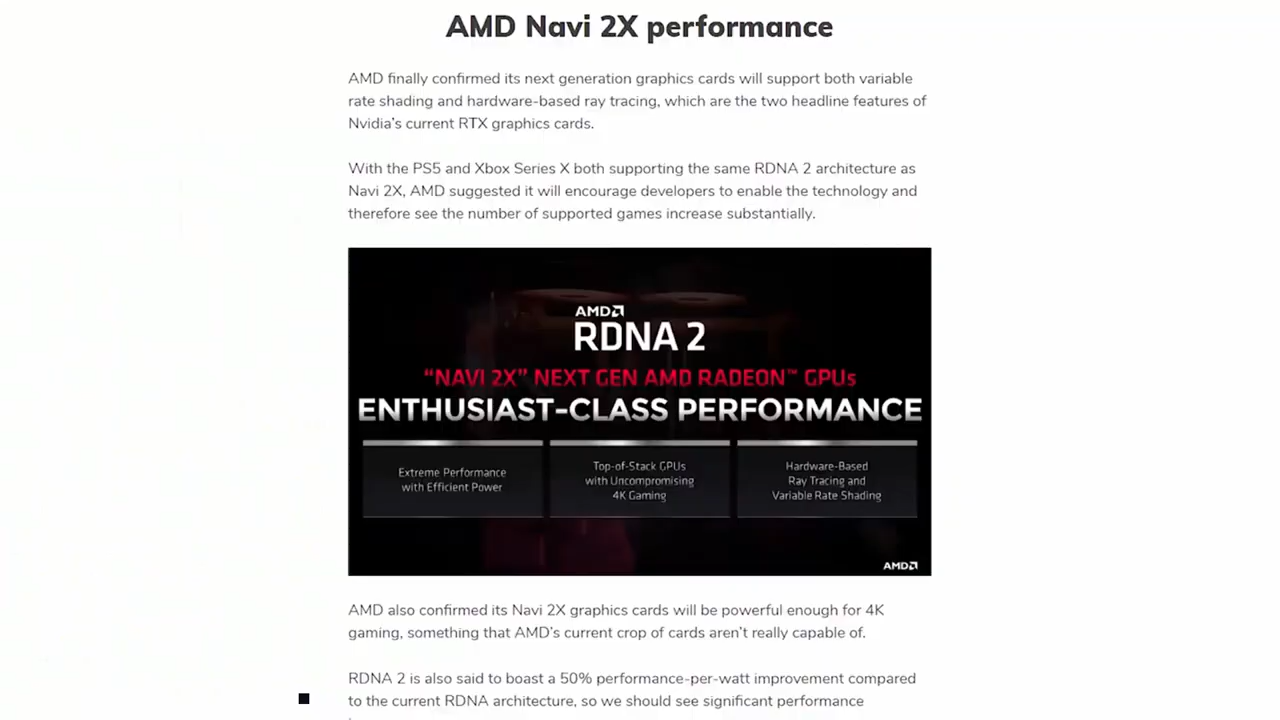 AMD Navi 2X performance
AMD finally confirmed its next generation graphics cards will support both variable
rate shading and hardware-based ray tracing, which are the two headline features of
Nvidia's current RTX graphics cards.
With the PS5 and Xbox Series X both supporting the same RDNA 2 architecture as
Navi 2X, AMD suggested it will encourage developers to enable the technology and
therefore see the number of supported games increase substantially.
AMD
RDNA 2
“NAVI 2X” NEXT GEN AMD RADEON™ GPUs
ENTHUSIAST-CLASS PERFORMANCE
Extreme Performance
with Efficient Power
Top-of-Stack GPUs
with Uncompromising
4K Gaming
Hardware-Based
Ray Tracing and
Variable Rate Shading
AMD
AMD also confirmed its Navi 2X graphics cards will be powerful enough for 4K
gaming, something that AMD's current crop of cards aren't really capable of.
RDNA 2 is also said to boast a 50% performance-per-watt improvement compared
to the current RDNA architecture, so we should see significant performance